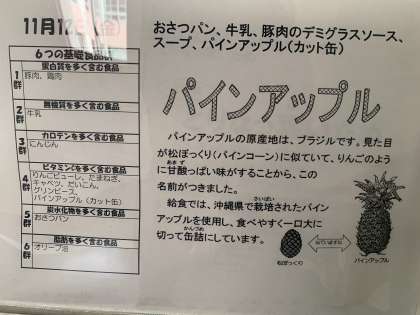 11月17日(金)
おさつパン、牛乳、豚肉のデミグラスソース、
スープ、パインアップル(カット缶)
6つの基礎食品群
1群
蛋白質を多く含む食品
豚肉、鶏肉
2群
無機質を多く含む食品
牛乳
3群
カロテンを多く含む食品
にんじん
4群
ビタミンCを多く含む食品
りんごピューレ、たまねぎ、
キャベツ、だいこん、
グリンピース、
パインアップル(カット缶)
5群
炭水化物を多く含む食品
おさつパン
6群
脂肪を多く含む食品
オリーブ油
パインアップル
パインアップルの原産地は、ブラジルです。見た目
が松ぼっくり(パインコーン)に似ていて、りんごのよう
に甘酸っぱい味がすることから、この
名前がつきました。
給食では、沖縄県で栽培されたパイン
アップルを使用し、食べやすく一口大に
切って缶詰にしています。
松ぼっくり
パインアップル